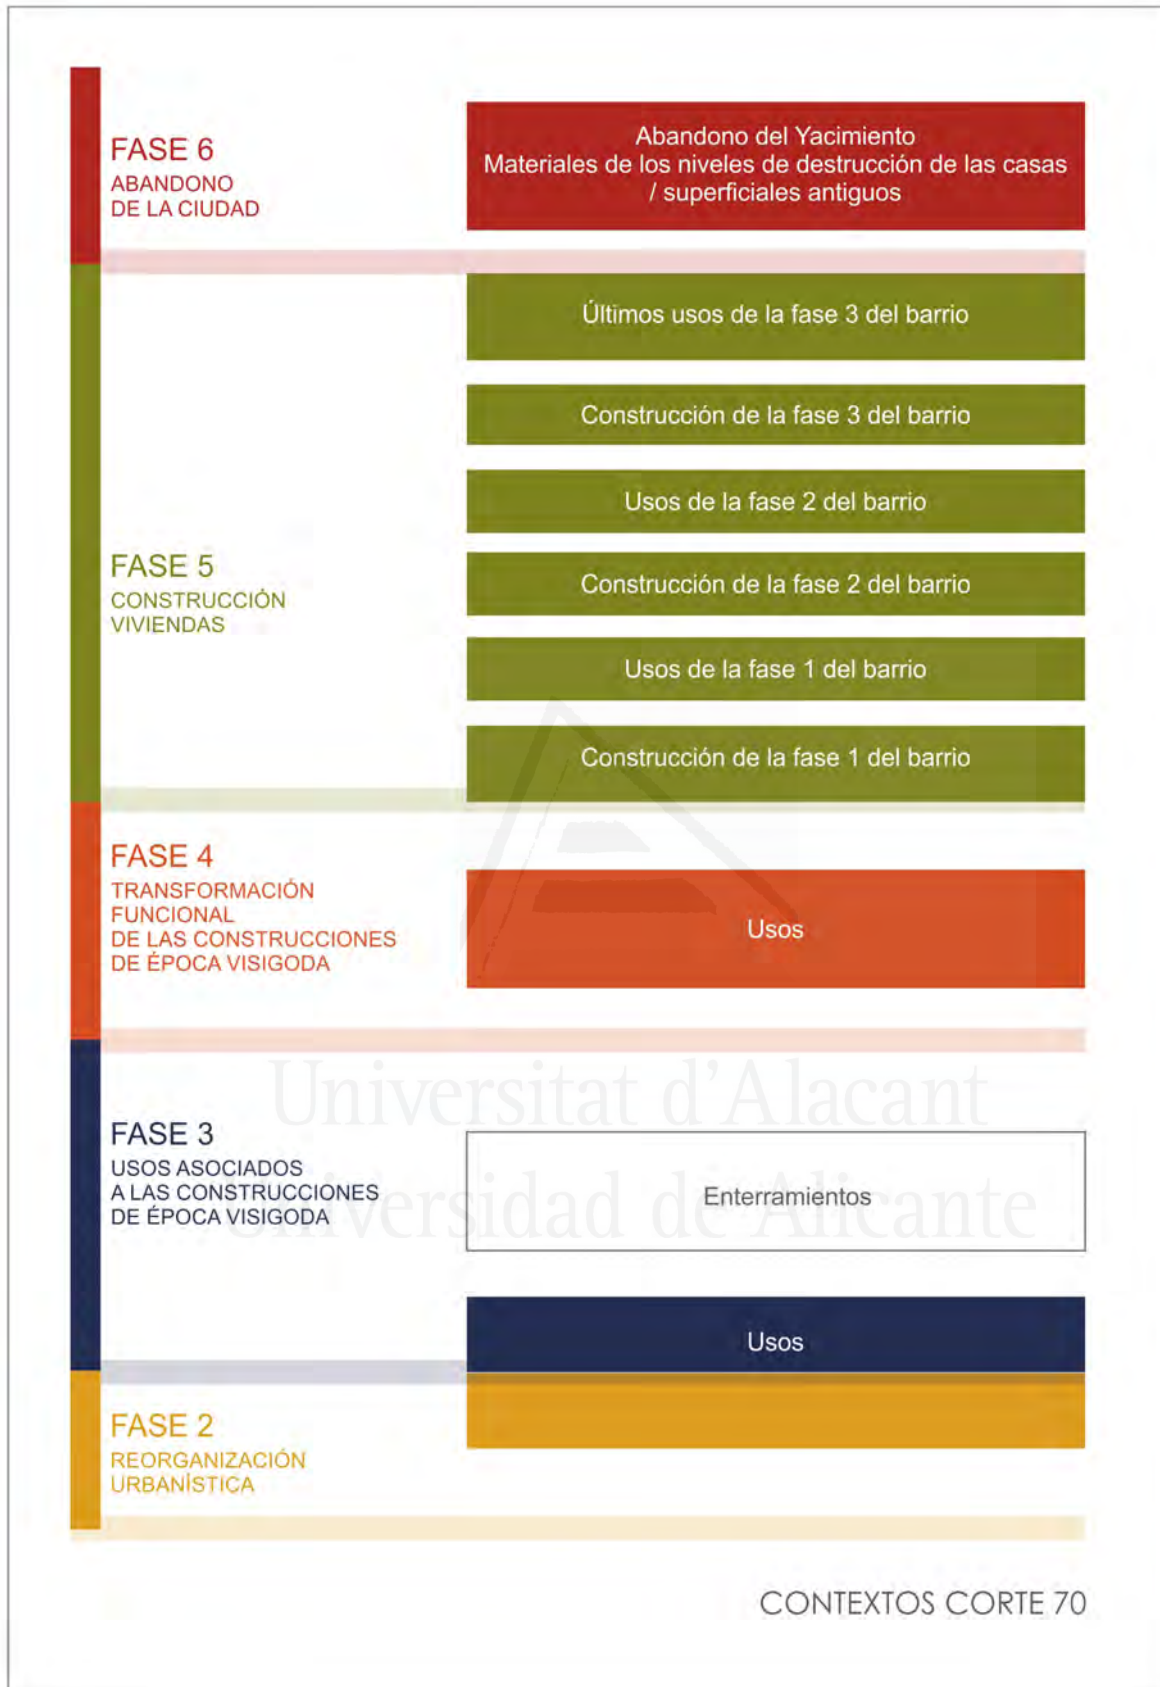 FASE 6
ABANDONO
DE LA CIUDAD
Abandono del Yacimiento
Materiales de los niveles de destrucción de las casas
/ superficiales antiguos
FASE 5
CONSTRUCCIÓN
VIVIENDAS
Últimos usos de la fase 3 del barrio
Construcción de la fase 3 del barrio
Usos de la fase 2 del barrio
Construcción de la fase 2 del barrio
Usos de la fase 1 del barrio
Construcción de la fase 1 del barrio
FASE 4
TRANSFORMACIÓN
FUNCIONAL
DE LAS CONSTRUCCIONES
DE ÉPOCA VISIGODA
Usos
Universitat d'Alacant
Universidad de Alicante
FASE 3
USOS ASOCIADOS
A LAS CONSTRUCCIONES
DE ÉPOCA VISIGODA
Enterramientos
Usos
FASE 2
REORGANIZACIÓN
URBANÍSTICA
CONTEXTOS CORTE 70